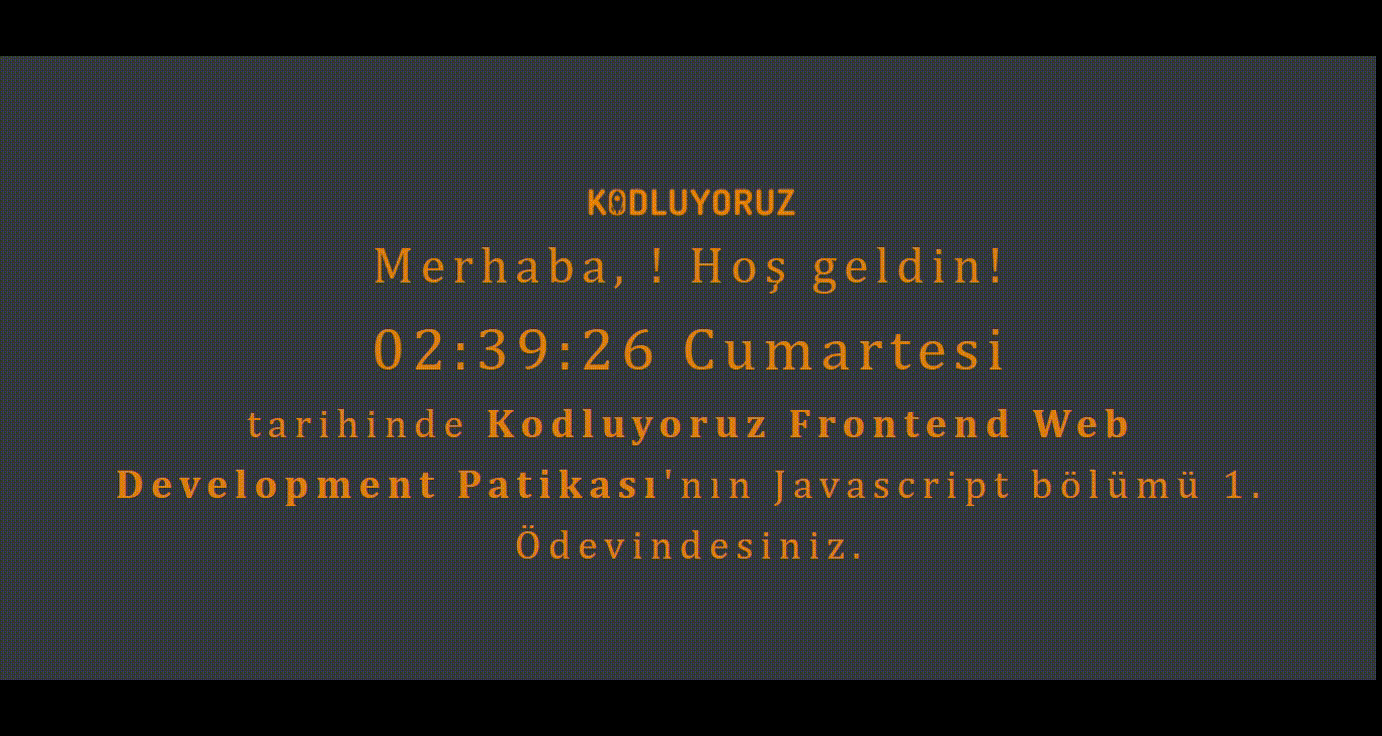 KODLUYORUZ
Merhaba, ! Hoş geldin!
02:39:26 Cumartesi
tarihinde Kodluyoruz Frontend Web
Development Patikası'nın Javascript bölümü 1.
Ödevindesiniz.